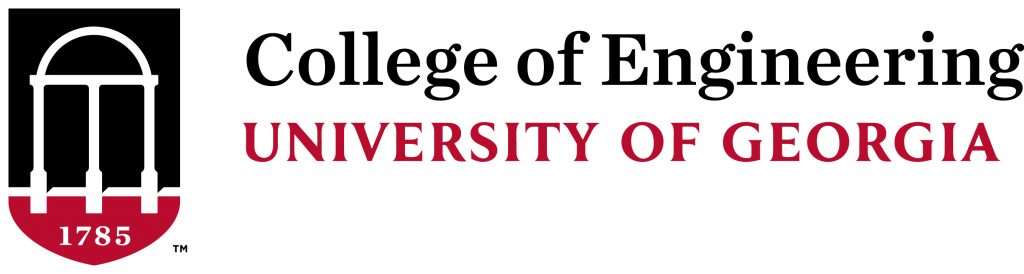 College of Engineering
UNIVERSITY OF GEORGIA
1785
™